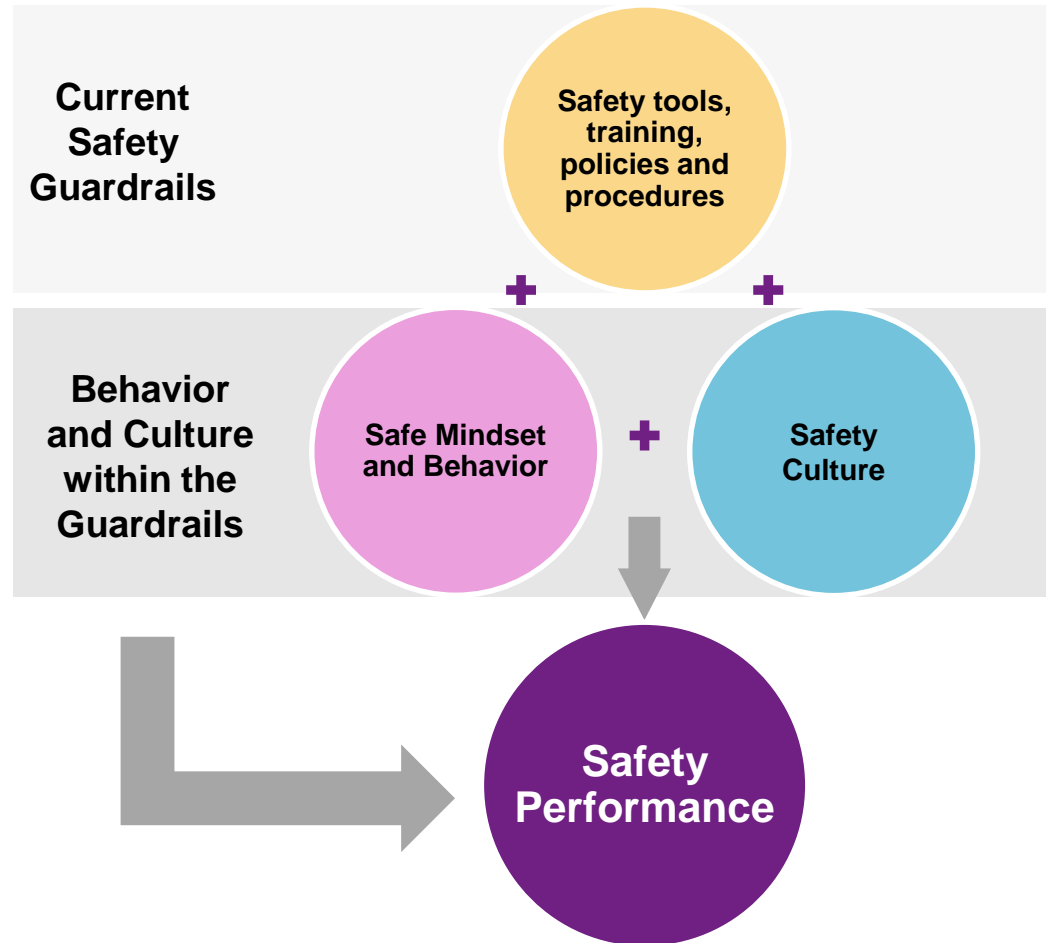 Current
Safety
Guardrails
Safety tools,
training,
policies and
procedures
Behavior
and Culture
within the
Guardrails
Safe Mindset
and Behavior
Safety
Culture
Safety
Performance